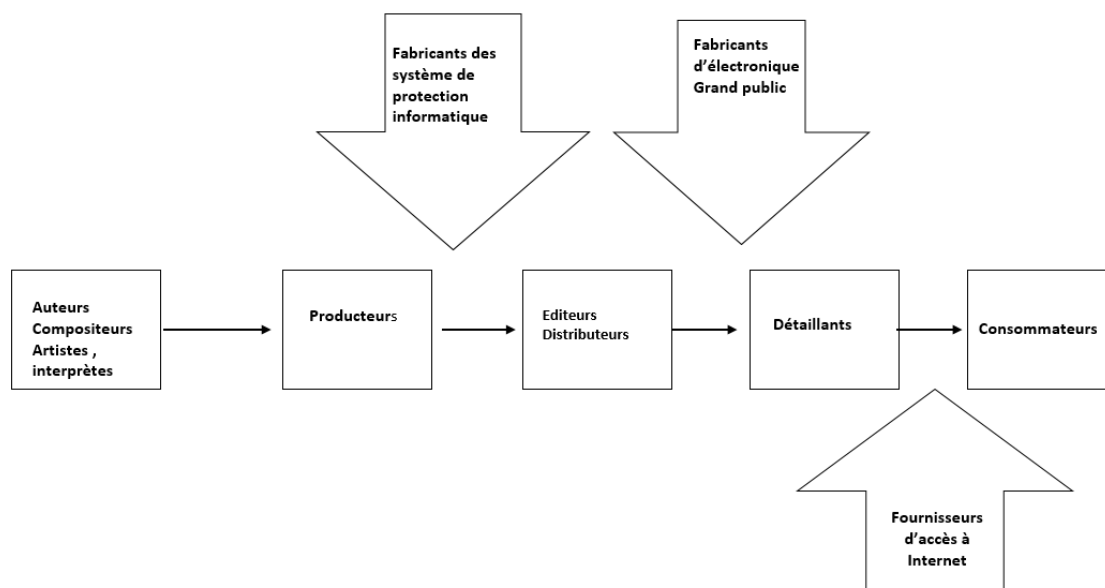 Fabricants des
système de
protection
informatique
Fabricants
d’électronique
Grand public
Auteurs
Compositeurs
Artistes ,
interprètes
Producteurs
Editeurs
Distributeurs
Détaillants
Consommateurs
Fournisseurs
d’accès à
Internet